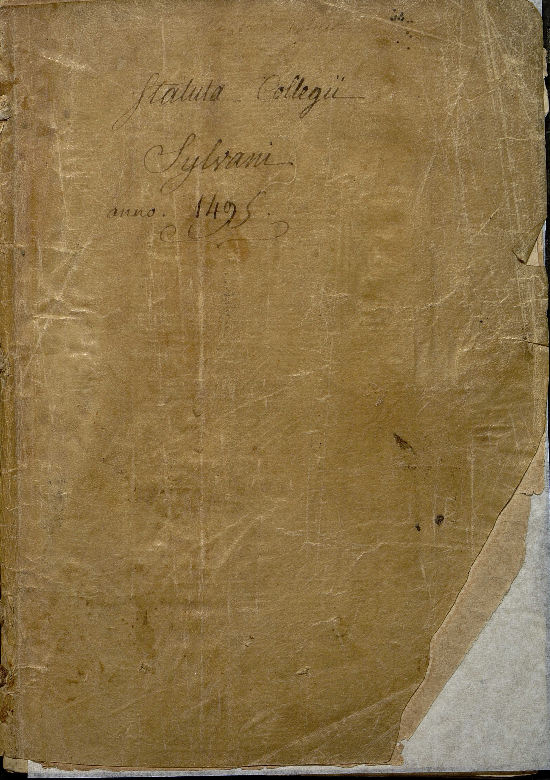 Statuta Collegii
Sylvani
anno. 1495.